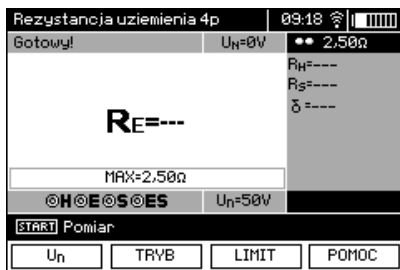 Rezystancja uziemienia 4p 09:18
Gotowy! UN=0V 2,50Ω
RH=---
RS=---
δ=---
RE=---
MAX=2,50Ω
H E S ES Un=50V
START Pomiar
Un TRYB LIMIT POMOC